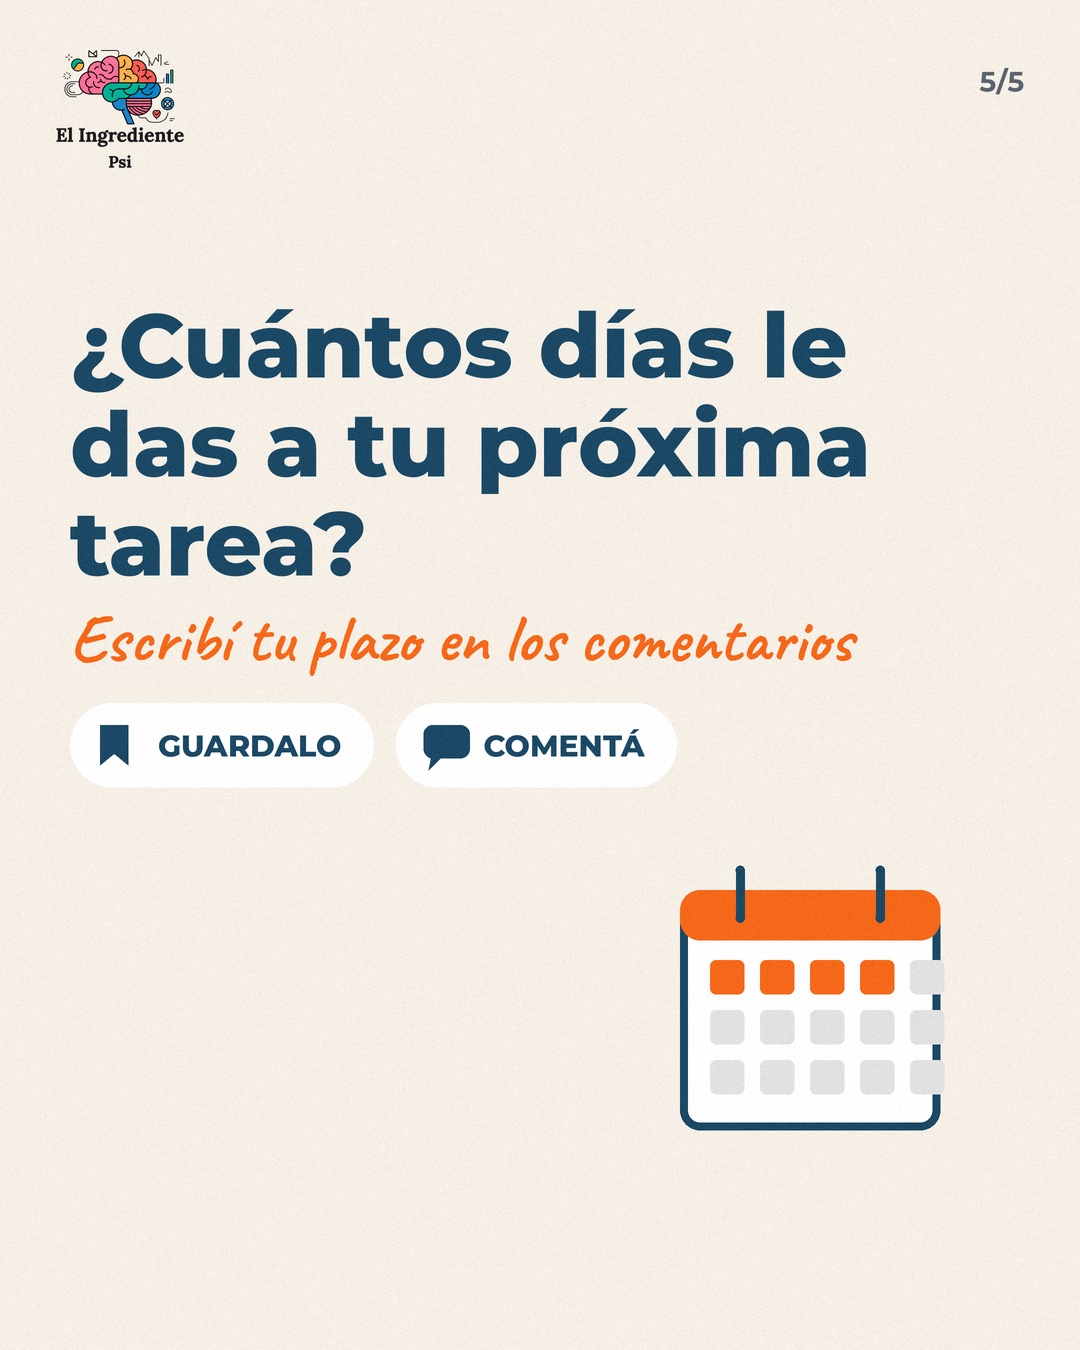 El Ingrediente
Psi
5/5
¿Cuántos días le
das a tu próxima
tarea?
Escribí tu plazo en los comentarios
GUARDALO
COMENTÁ